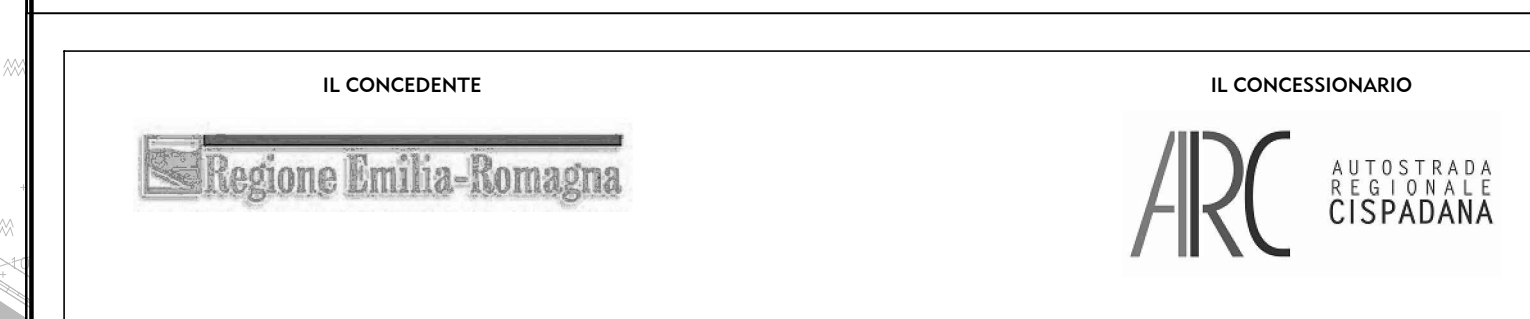 IL CONCEDENTE
Regione Emilia-Romagna
IL CONCESSIONARIO
ARC
AUTOSTRADA
REGIONALE
CISPADANA